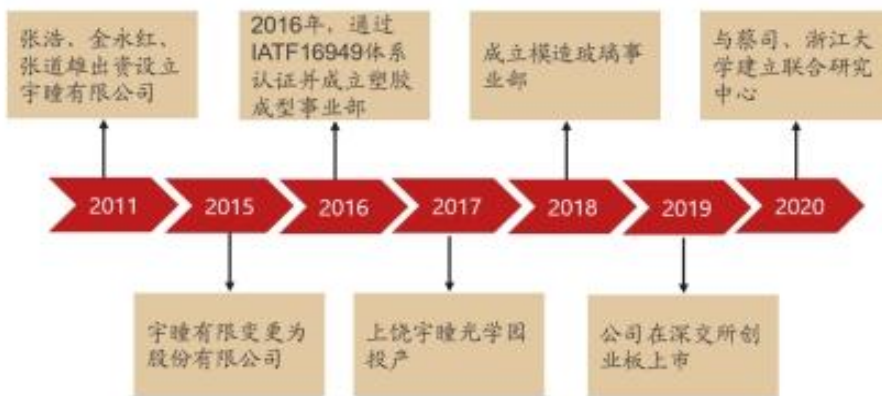 张浩、金永红、
张道雄出资设立
宇瞳有限公司
2016年，通过
IATF16949体系
认证并成立塑胶
成型事业部
成立模造玻璃事
业部
与蔡司、浙江大
学建立联合研究
中心
2011
2015
2016
2017
2018
2019
2020
宇瞳有限变更为
股份有限公司
上饶宇瞳光学园
投产
公司在深交所创
业板上市